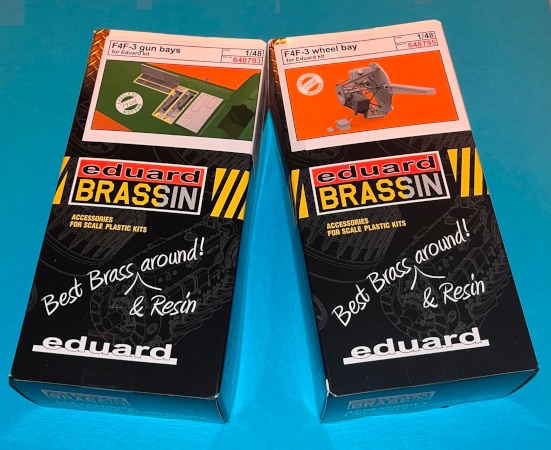 F4F-3 gun bays
for Eduard kit
1/48
648793
eduard
BRASSIN
ACCESSORIES
FOR SCALE PLASTIC KITS
Best Brass around!
& Resin
eduard
BRASSIN
F4F-3 wheel bay
for Eduard kit
1/48
648795
eduard
BRASSIN
ACCESSORIES
FOR SCALE PLASTIC KITS
Best Brass around!
& Resin
eduard
BRASSIN